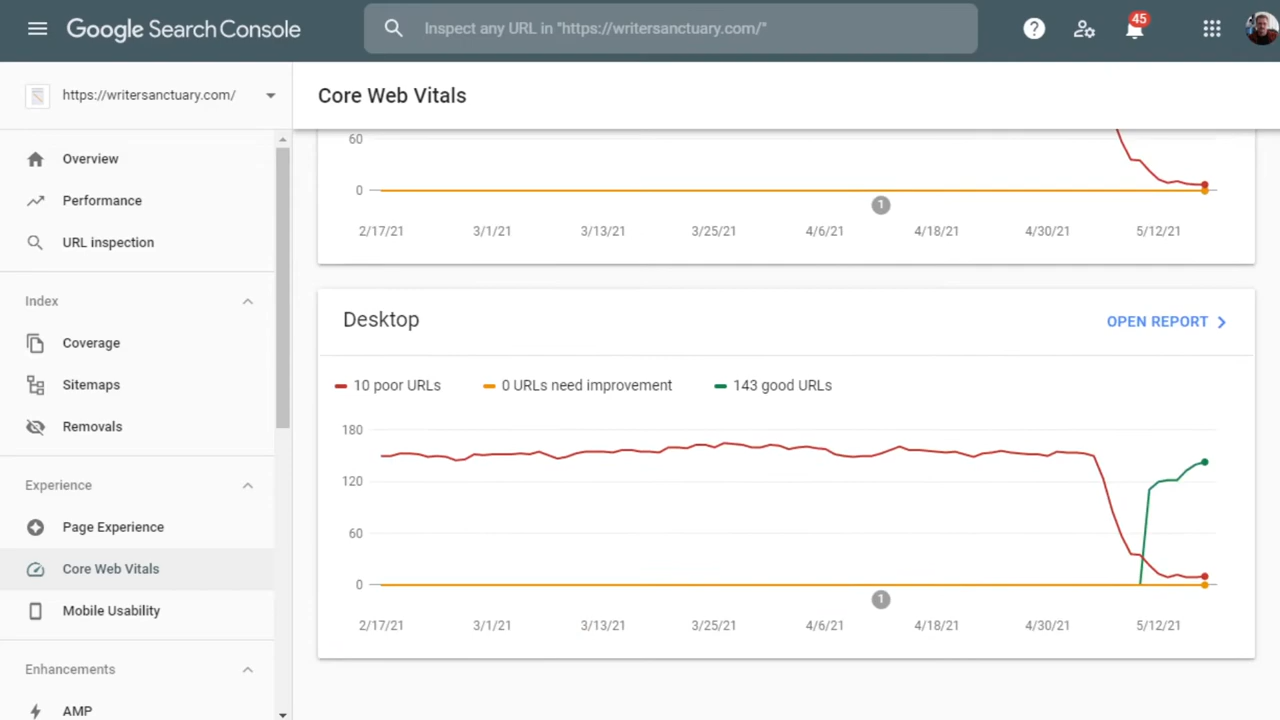 Google Search Console
Inspect any URL in "https://writersanctuary.com/"
45
https://writersanctuary.com/
Core Web Vitals
Overview
Performance
URL inspection
Index
Coverage
Sitemaps
Removals
Experience
Page Experience
Core Web Vitals
Mobile Usability
Enhancements
AMP
60
0
1
2/17/21 3/1/21 3/13/21 3/25/21 4/6/21 4/18/21 4/30/21 5/12/21
Desktop
OPEN REPORT
10 poor URLs 0 URLs need improvement 143 good URLs
180
120
60
0
1
2/17/21 3/1/21 3/13/21 3/25/21 4/6/21 4/18/21 4/30/21 5/12/21